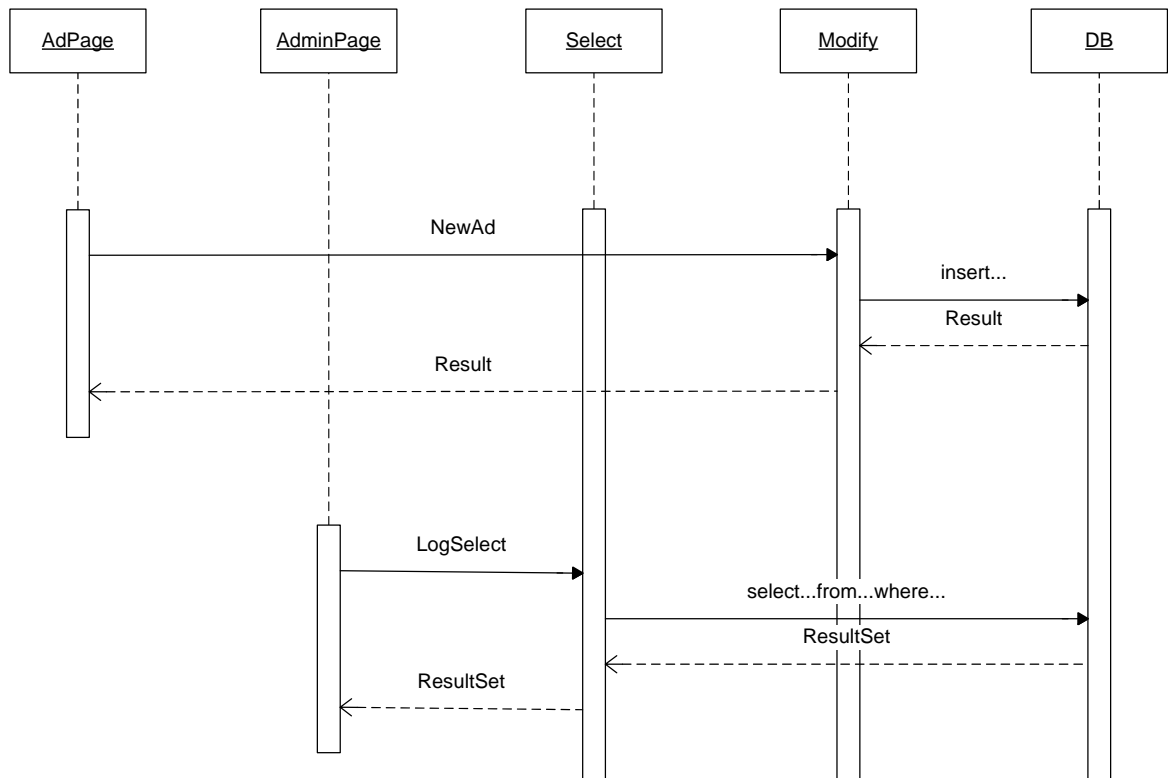 AdPage
AdminPage
Select
Modify
DB
NewAd
insert...
Result
Result
LogSelect
select...from...where...
ResultSet
ResultSet